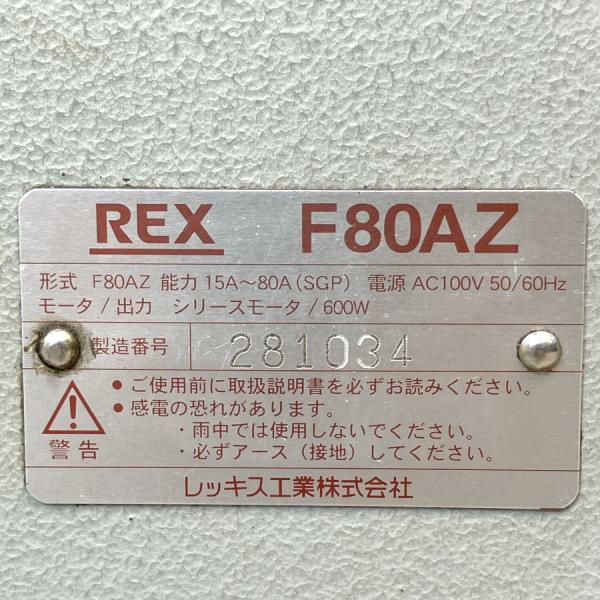 REX F80AZ
形式 F80AZ 能力 15A～80A(SGP) 電源 AC100V 50/60Hz
モータ/出力 シリースモータ/600W
製造番号 281034
●ご使用前に取扱説明書を必ずお読みください。
●感電の恐れがあります。
・雨中では使用しないでください。
警告 ・必ずアース（接地）してください。
レッキス工業株式会社